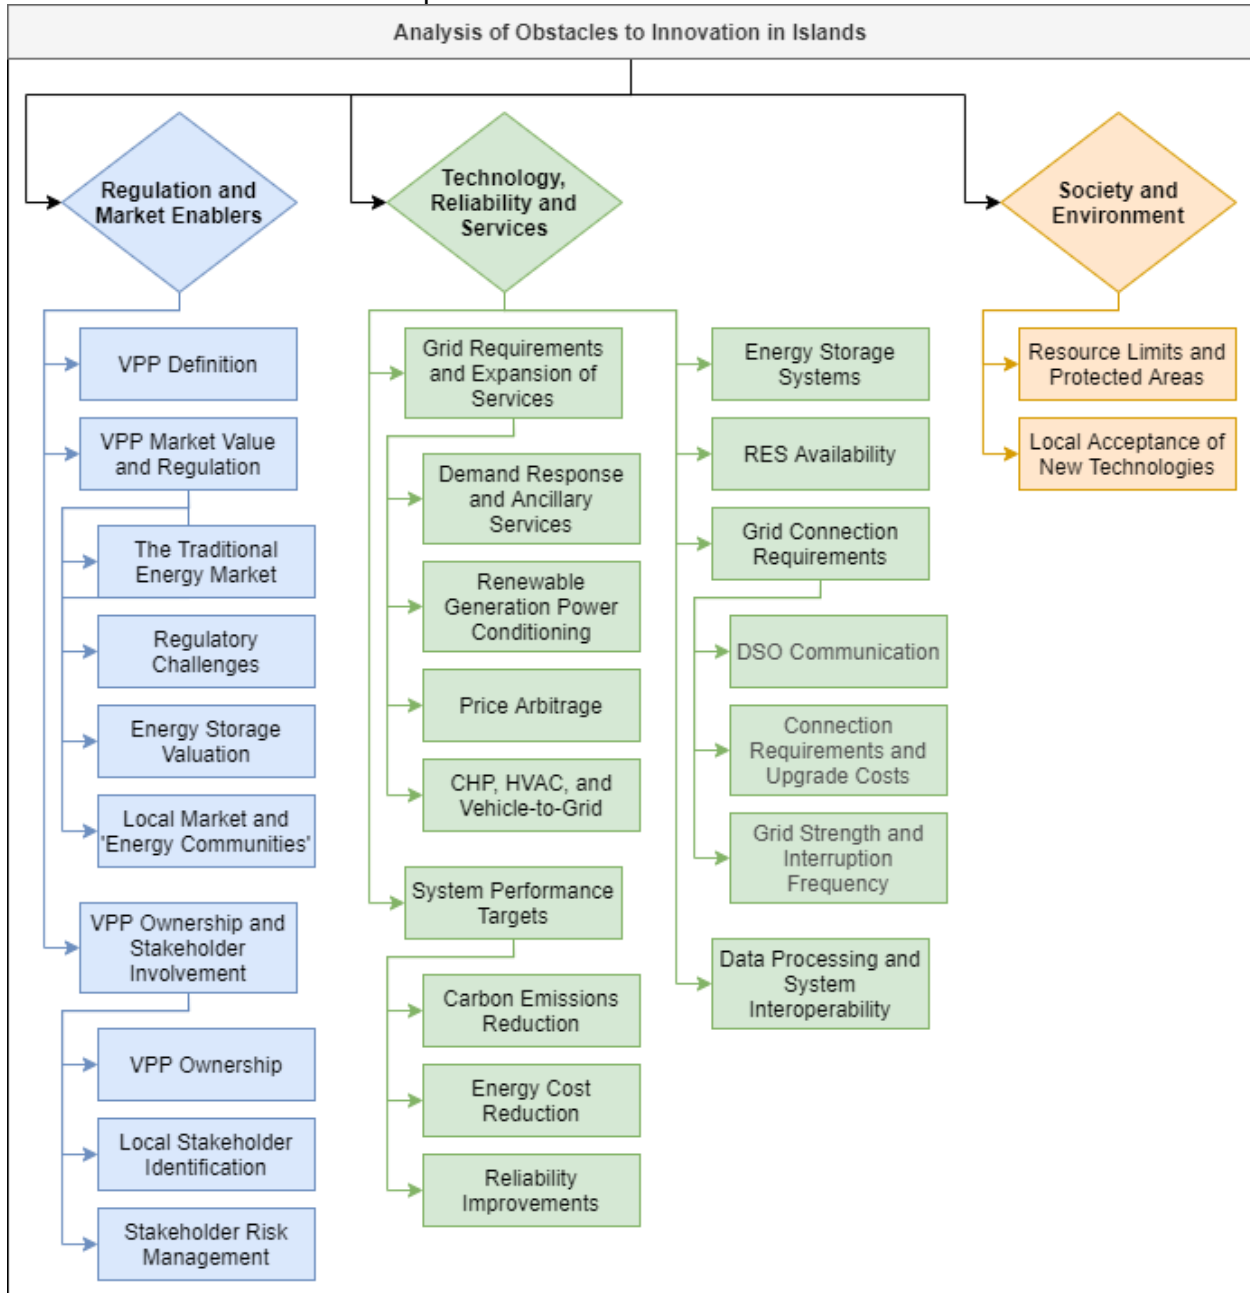 Analysis of Obstacles to Innovation in Islands
Regulation and
Market Enablers
VPP Definition
VPP Market Value
and Regulation
The Traditional
Energy Market
Regulatory
Challenges
Energy Storage
Valuation
Local Market and
'Energy Communities'
VPP Ownership and
Stakeholder
Involvement
VPP Ownership
Local Stakeholder
Identification
Stakeholder Risk
Management
Technology,
Reliability and
Services
Grid Requirements
and Expansion of
Services
Demand Response
and Ancillary
Services
Renewable
Generation Power
Conditioning
Price Arbitrage
CHP, HVAC, and
Vehicle-to-Grid
System Performance
Targets
Carbon Emissions
Reduction
Energy Cost
Reduction
Reliability
Improvements
Energy Storage
Systems
RES Availability
Grid Connection
Requirements
DSO Communication
Connection
Requirements and
Upgrade Costs
Grid Strength and
Interruption
Frequency
Data Processing and
System
Interoperability
Society and
Environment
Resource Limits and
Protected Areas
Local Acceptance of
New Technologies